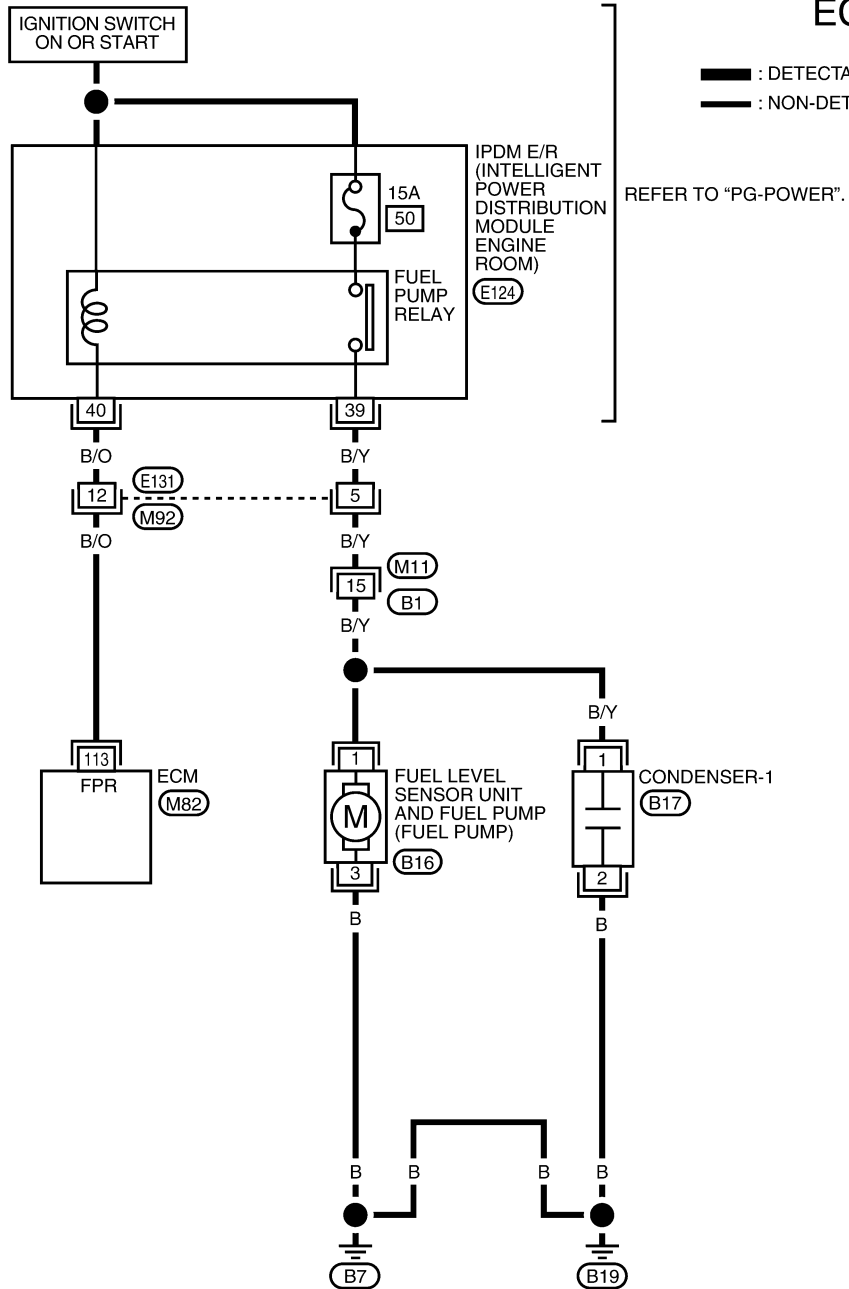 IGNITION SWITCH
ON OR START
: DETECTA
: NON-DET
IPDM E/R
(INTELLIGENT
POWER
DISTRIBUTION
MODULE
ENGINE
ROOM)
E124
REFER TO “PG-POWER”.
15A
50
FUEL
PUMP
RELAY
40
39
B/O
B/Y
12
E131
M92
5
B/O
B/Y
M11
15
B1
B/Y
B/Y
113
FPR
ECM
M82
1
FUEL LEVEL
SENSOR UNIT
AND FUEL PUMP
(FUEL PUMP)
M
B16
3
1
CONDENSER-1
B17
2
B
B
B
B
B
B
B7
B19